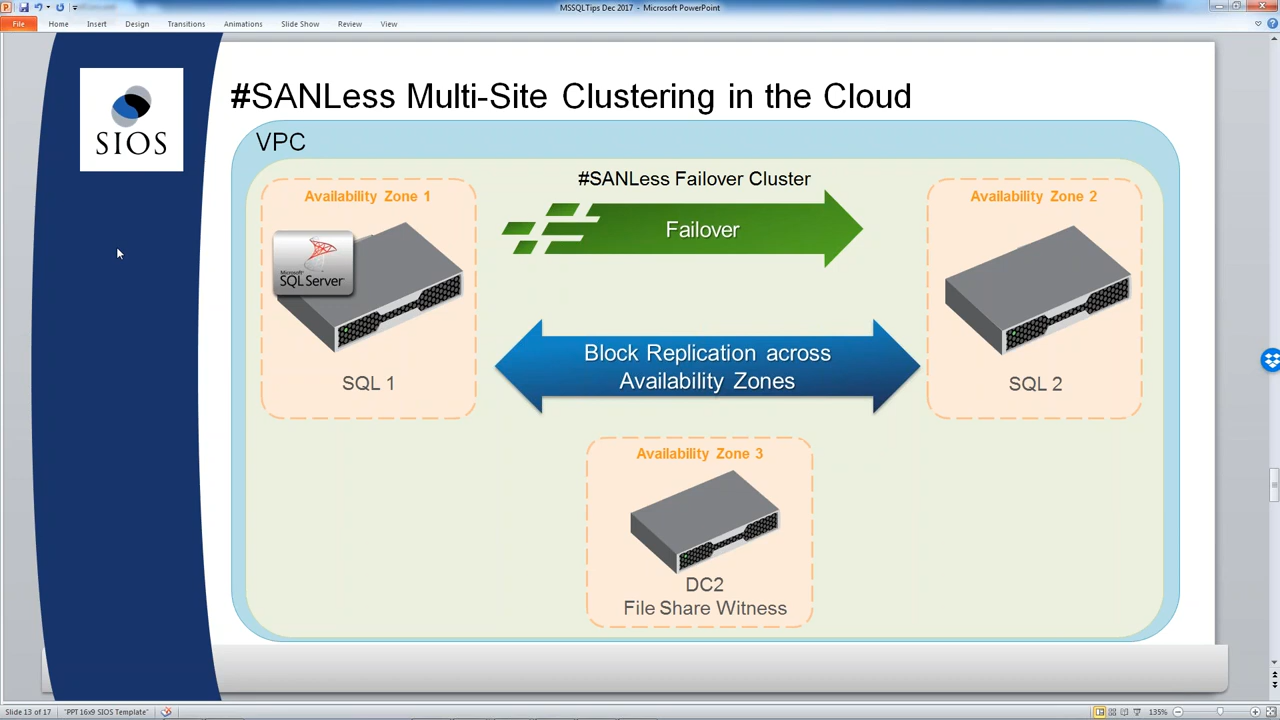 MSSQLTips Dec 2017 - Microsoft PowerPoint
File Home Insert Design Transitions Animations Slide Show Review View
SIOS
#SANLess Multi-Site Clustering in the Cloud
VPC
#SANLess Failover Cluster
Availability Zone 1
Availability Zone 2
Failover
Microsoft
SQL Server
Block Replication across
Availability Zones
SQL 1
SQL 2
Availability Zone 3
DC2
File Share Witness
Slide 13 of 17 "PPT 16x9 SIOS Template" 135%